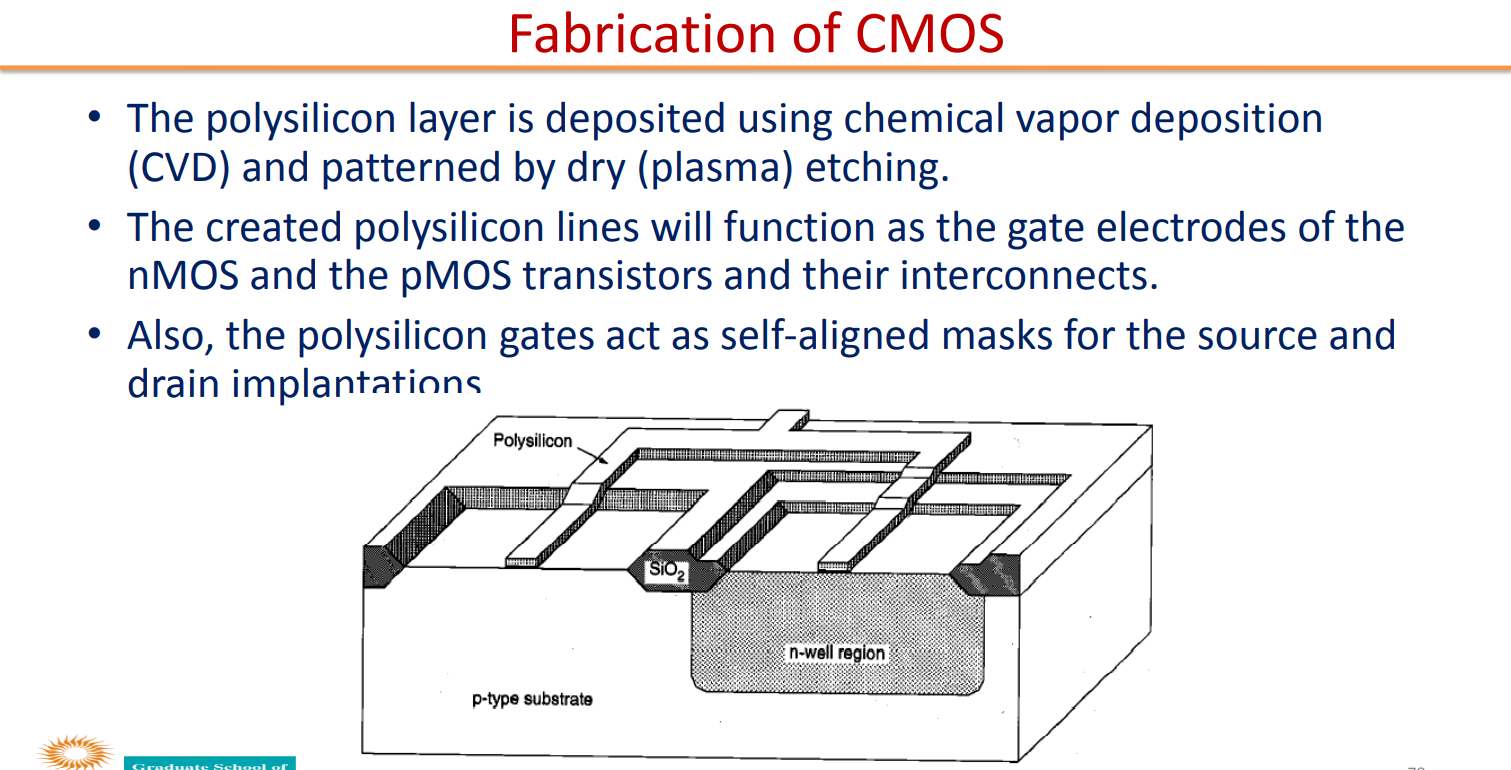 Fabrication of CMOS
• The polysilicon layer is deposited using chemical vapor deposition
(CVD) and patterned by dry (plasma) etching.
• The created polysilicon lines will function as the gate electrodes of the
nMOS and the pMOS transistors and their interconnects.
• Also, the polysilicon gates act as self-aligned masks for the source and
drain implantations
Polysilicon
SiO2
n-well region
p-type substrate
Graduate School of